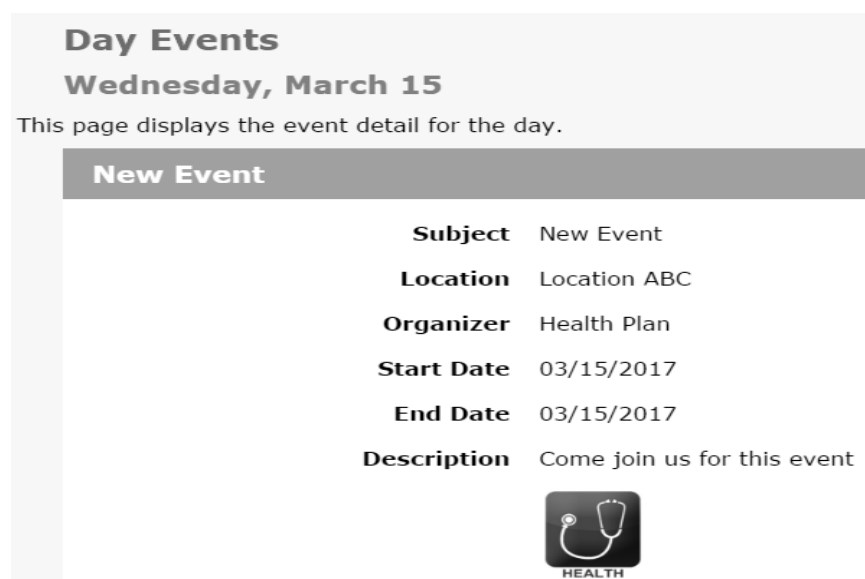 Day Events
Wednesday, March 15
This page displays the event detail for the day.
New Event
Subject New Event
Location Location ABC
Organizer Health Plan
Start Date 03/15/2017
End Date 03/15/2017
Description Come join us for this event
HEALTH